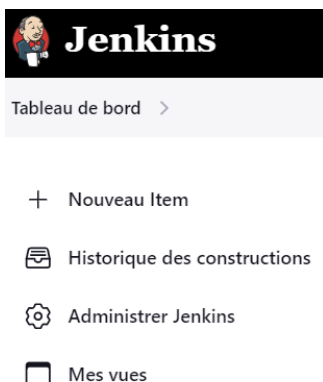 Jenkins
Tableau de bord >
+ Nouveau Item
Historique des constructions
Administrer Jenkins
Mes vues